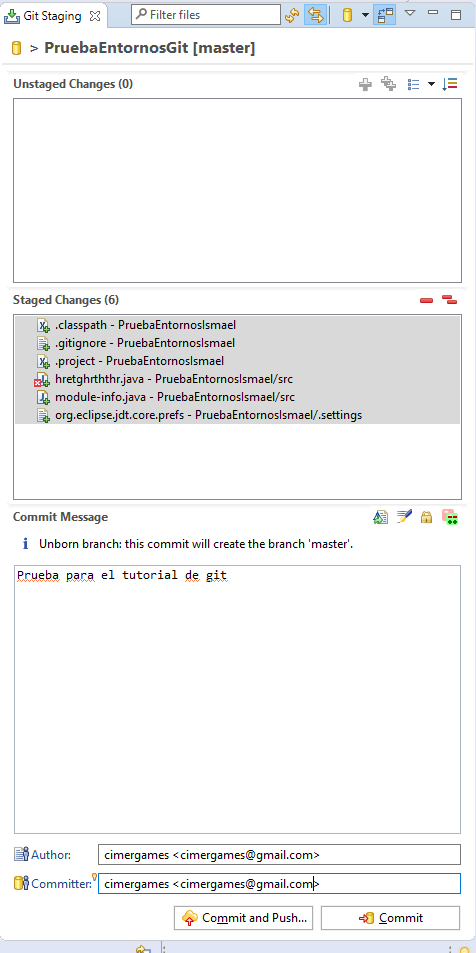 Git Staging
Filter files
> PruebaEntornosGit [master]
Unstaged Changes (0)
Staged Changes (6)
.classpath - PruebaEntornosIsmael
.gitignore - PruebaEntornosIsmael
.project - PruebaEntornosIsmael
hretghrththr.java - PruebaEntornosIsmael/src
module-info.java - PruebaEntornosIsmael/src
org.eclipse.jdt.core.prefs - PruebaEntornosIsmael/.settings
Commit Message
Unborn branch: this commit will create the branch 'master'.
Prueba para el tutorial de git
Author: cimergames <cimergames@gmail.com>
Committer: cimergames <cimergames@gmail.com>
Commit and Push... Commit